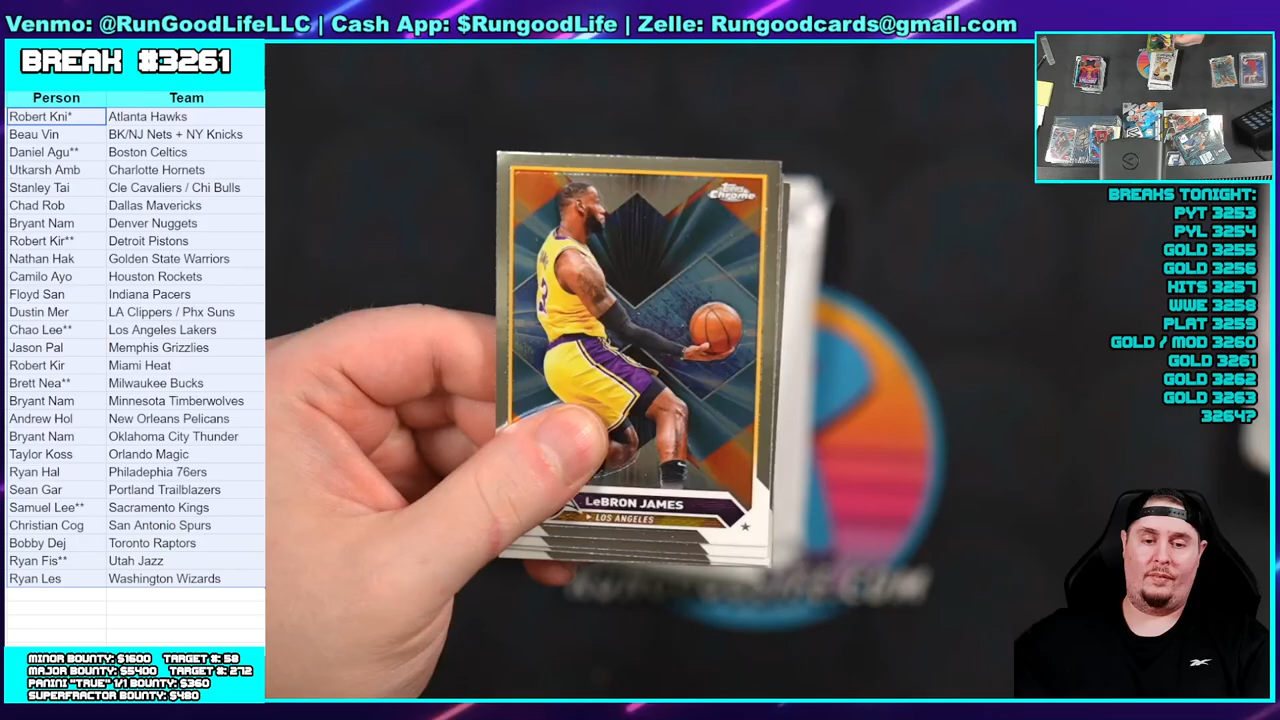 Venmo: @RunGoodLifeLLC | Cash App: $RungoodLife | Zelle: Rungoodcards@gmail.com
BREAK #3261
Person Team
Robert Kni* Atlanta Hawks
Beau Vin BK/NJ Nets + NY Knicks
Daniel Agu** Boston Celtics
Utkarsh Amb Charlotte Hornets
Stanley Tai Cle Cavaliers / Chi Bulls
Chad Rob Dallas Mavericks
Bryant Nam Denver Nuggets
Robert Kir** Detroit Pistons
Nathan Hak Golden State Warriors
Camilo Ayo Houston Rockets
Floyd San Indiana Pacers
Dustin Mer LA Clippers / Phx Suns
Chao Lee** Los Angeles Lakers
Jason Pal Memphis Grizzlies
Robert Kir Miami Heat
Brett Nea** Milwaukee Bucks
Bryant Nam Minnesota Timberwolves
Andrew Hol New Orleans Pelicans
Bryant Nam Oklahoma City Thunder
Taylor Koss Orlando Magic
Ryan Hal Philadephia 76ers
Sean Gar Portland Trailblazers
Samuel Lee** Sacramento Kings
Christian Cog San Antonio Spurs
Bobby Dej Toronto Raptors
Ryan Fis** Utah Jazz
Ryan Les Washington Wizards
MINOR BOUNTY: $1600 TARGET #: 58
MAJOR BOUNTY: $5400 TARGET #: 272
PANINI "TRUE" 1/1 BOUNTY: $360
SUPERFRACTOR BOUNTY: $480
Topps Chrome
LeBRON JAMES
LOS ANGELES
BREAKS TONIGHT:
PYT 3253
PYL 3254
GOLD 3255
GOLD 3256
HITS 3257
WWE 3258
PLAT 3259
GOLD / MOD 3260
GOLD 3261
GOLD 3262
GOLD 3263
3264?